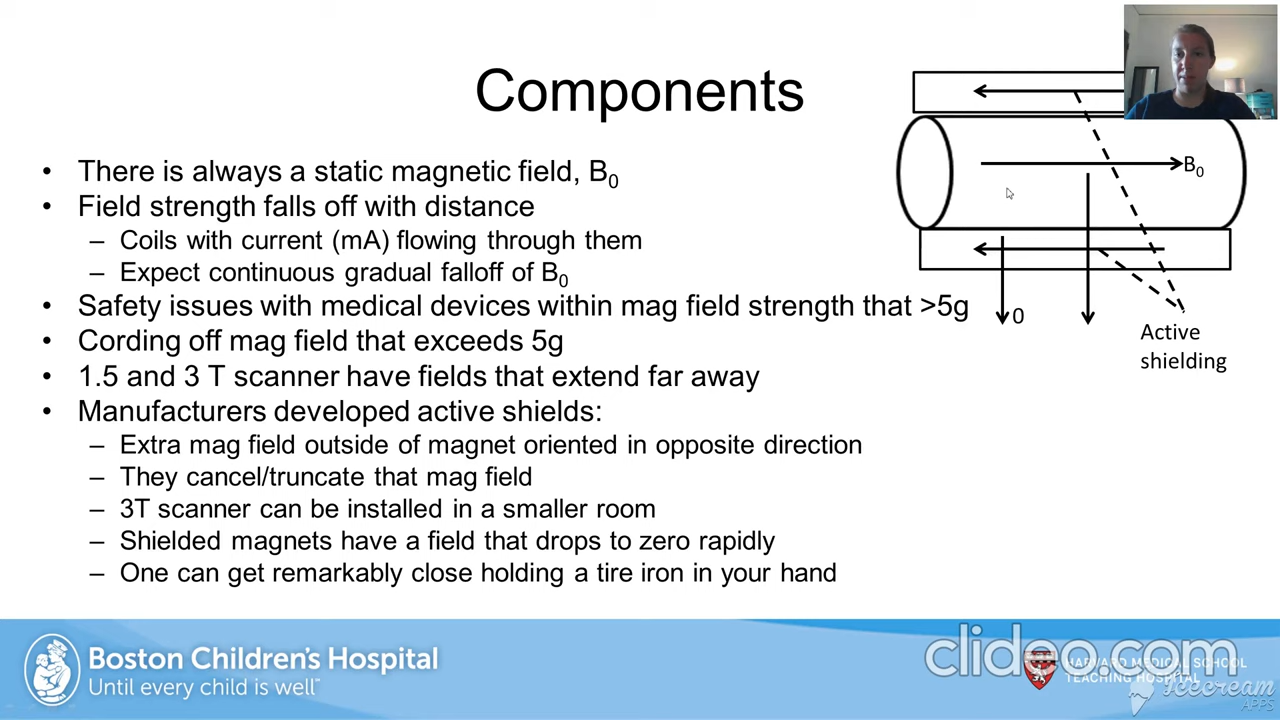 Components
• There is always a static magnetic field, B₀
• Field strength falls off with distance
– Coils with current (mA) flowing through them
– Expect continuous gradual falloff of B₀
• Safety issues with medical devices within mag field strength that >5g
• Cording off mag field that exceeds 5g
• 1.5 and 3 T scanner have fields that extend far away
• Manufacturers developed active shields:
– Extra mag field outside of magnet oriented in opposite direction
– They cancel/truncate that mag field
– 3T scanner can be installed in a smaller room
– Shielded magnets have a field that drops to zero rapidly
– One can get remarkably close holding a tire iron in your hand
B₀
0
Active
shielding
Boston Children's Hospital
Until every child is well™
clideo.com
HARVARD MEDICAL SCHOOL
TEACHING HOSPITAL
Icecream
APPS